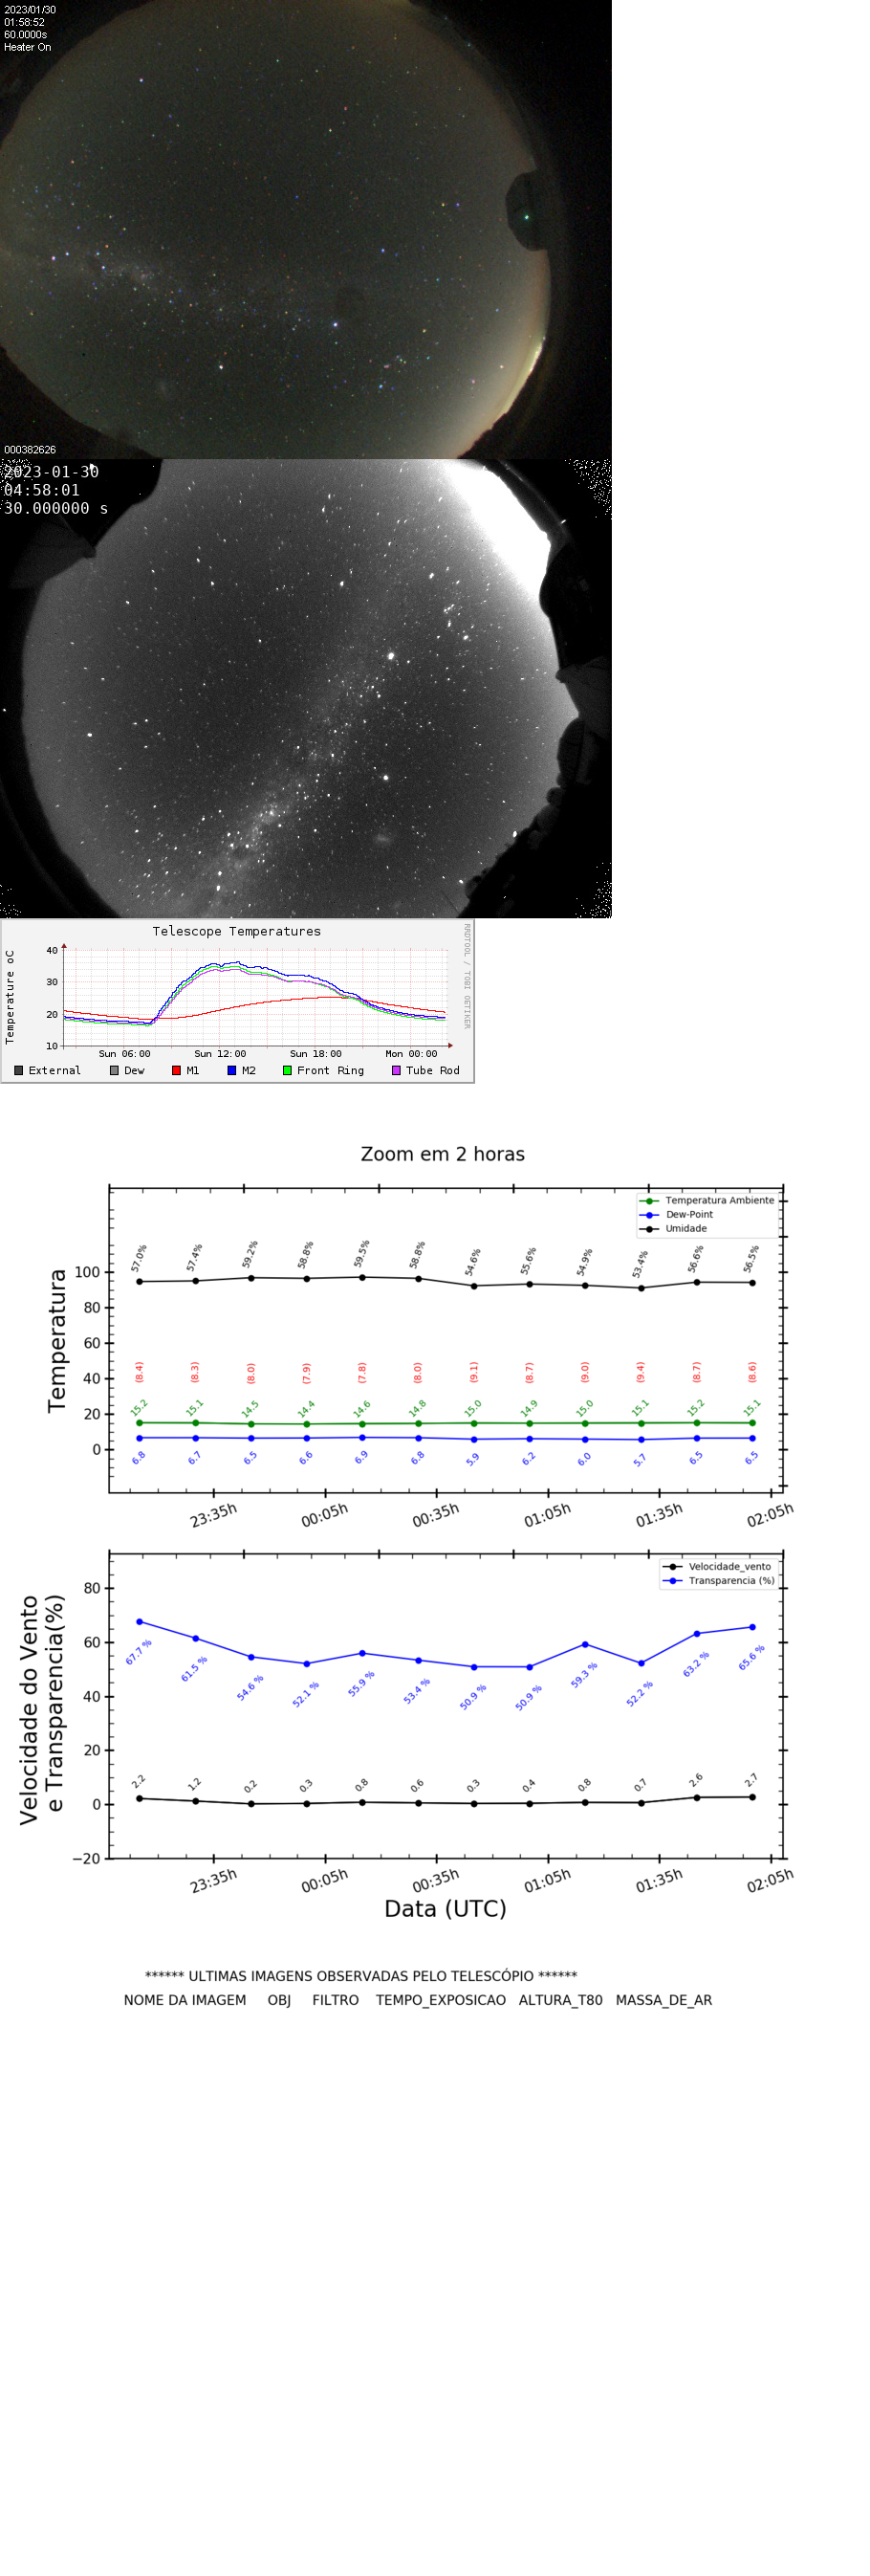 2023/01/30
01:58:52
60.0000s
Heater On
000382626
2023-01-30
04:58:01
30.000000 s
Telescope Temperatures
RRDTOOL / TOBI OETIKER
Temperature oC
40
30
20
10
Sun 06:00 Sun 12:00 Sun 18:00 Mon 00:00
External Dew M1 M2 Front Ring Tube Rod
Zoom em 2 horas
Temperatura Ambiente
Dew-Point
Umidade
Temperatura
100
80
60
40
20
0
57.0% 57.4% 59.2% 58.8% 59.5% 58.8% 54.6% 55.6% 54.9% 53.4% 56.6% 56.5%
(8.4) (8.3) (8.0) (7.9) (7.8) (8.0) (9.1) (8.7) (9.0) (9.4) (8.7) (8.6)
15.2 15.1 14.5 14.4 14.6 14.8 15.0 14.9 15.0 15.1 15.2 15.1
6.8 6.7 6.5 6.6 6.9 6.8 5.9 6.2 6.0 5.7 6.5 6.5
23:35h 00:05h 00:35h 01:05h 01:35h 02:05h
Velocidade_vento
Transparencia (%)
Velocidade do Vento
e Transparencia(%)
80
60
40
20
0
−20
67.7 % 61.5 % 54.6 % 52.1 % 55.9 % 53.4 % 50.9 % 50.9 % 59.3 % 52.2 % 63.2 % 65.6 %
2.2 1.2 0.2 0.3 0.8 0.6 0.3 0.4 0.8 0.7 2.6 2.7
23:35h 00:05h 00:35h 01:05h 01:35h 02:05h
Data (UTC)
****** ULTIMAS IMAGENS OBSERVADAS PELO TELESCÓPIO ******
NOME DA IMAGEM OBJ FILTRO TEMPO_EXPOSICAO ALTURA_T80 MASSA_DE_AR